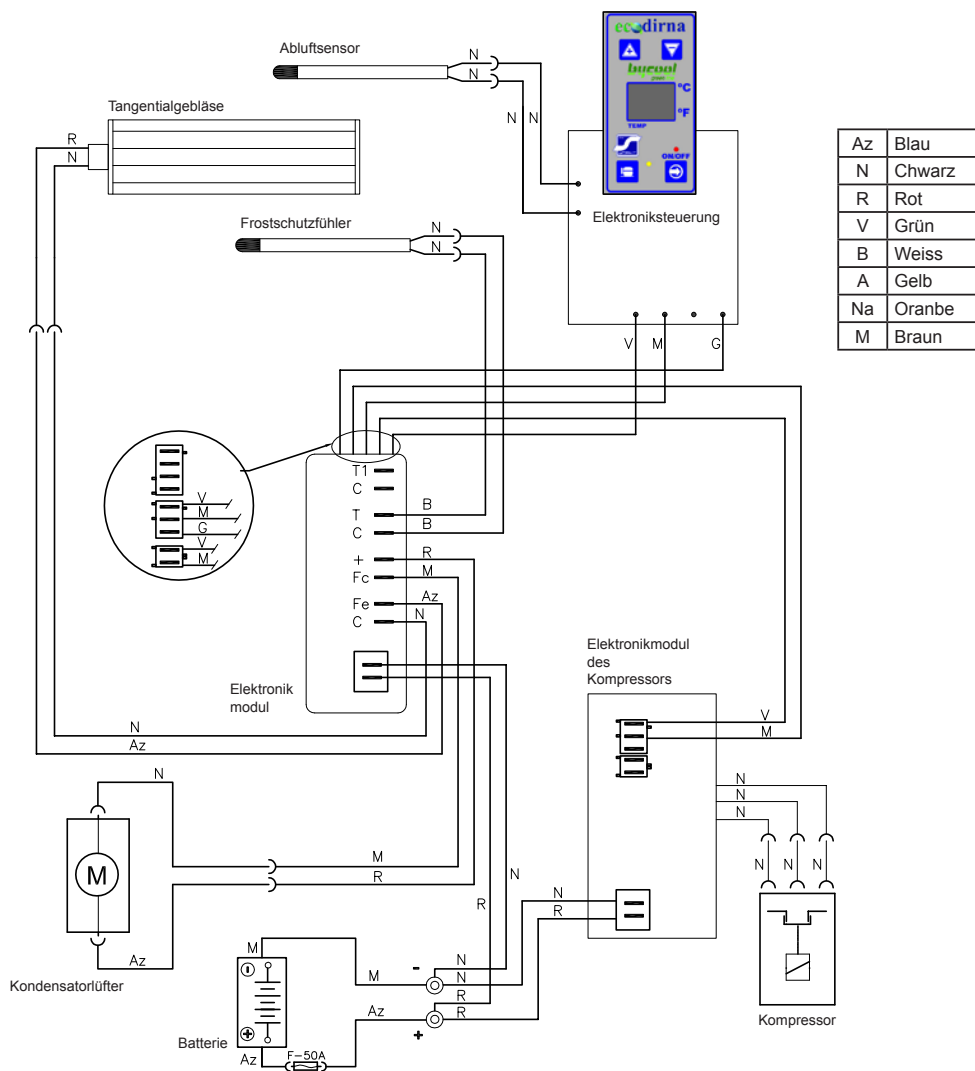 ecodirna
bucool
°C
°F
TEMP
ON/OFF
Abluftsensor
N
N
N
N
Tangentialgebläse
R
N
Elektroniksteuerung
Frostschutzfühler
N
N
V
M
G
Az Blau
N Chwarz
R Rot
V Grün
B Weiss
A Gelb
Na Oranbe
M Braun
V
M
G
V
M
T1
C
T
C
+
Fc
Fe
C
B
B
R
M
Az
N
Elektronik
modul
Elektronikmodul
des
Kompressors
V
M
N
Az
N
M
Az
Kondensatorlüfter
M
R
N
R
N
R
N
N
N
N
N
N
Kompressor
M
M
-
N
N
R
R
+
Az
Batterie
Az
F-50A